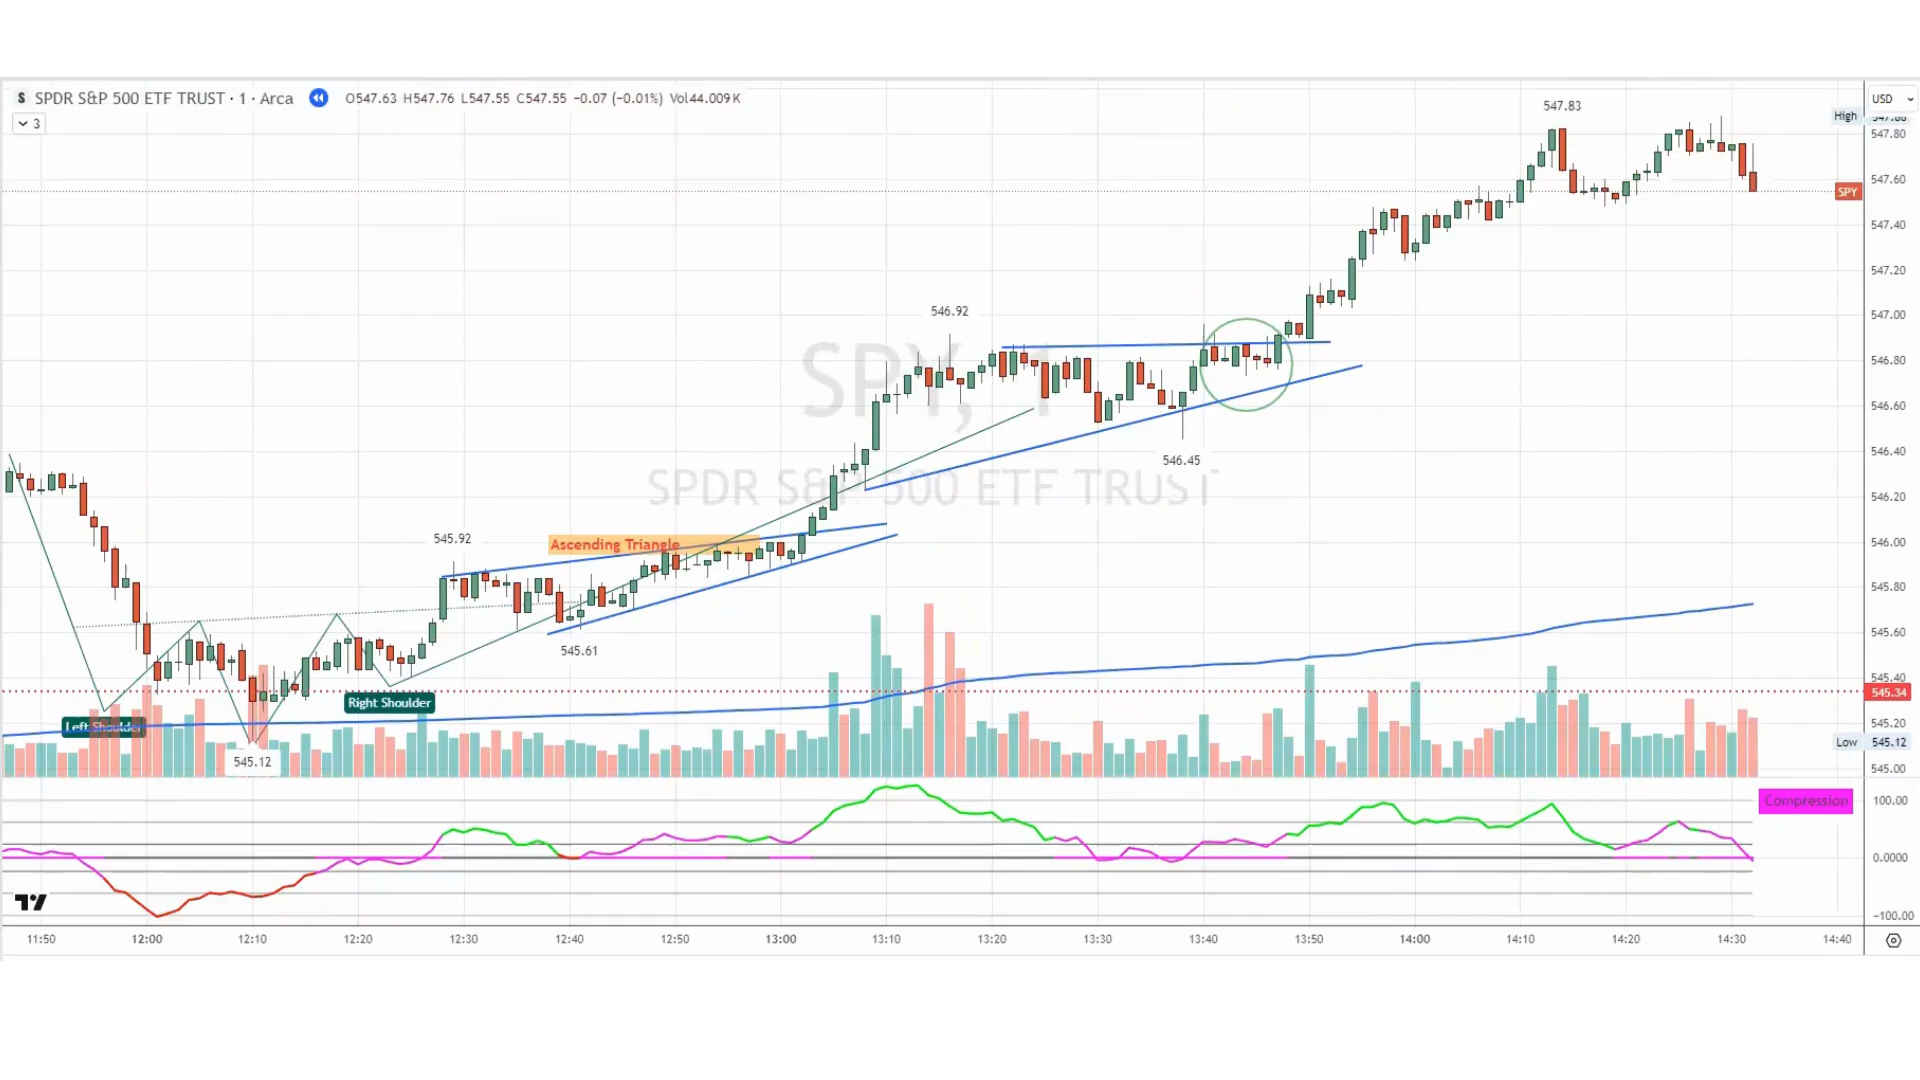 S SPDR S&P 500 ETF TRUST · 1 · Arca O547.63 H547.76 L547.55 C547.55 −0.07 (−0.01%) Vol44.009K
3
USD
High 547.88
547.80
547.60
547.40
547.20
547.00
546.80
546.60
546.40
546.20
546.00
545.80
545.60
545.40
545.34
545.20
Low 545.12
545.00
SPY
547.83
546.92
SPY, 1
SPDR S&P 500 ETF TRUST
546.45
545.92
Ascending Triangle
545.61
Right Shoulder
Left Shoulder
545.12
Compression
100.00
0.0000
−100.00
11:50 12:00 12:10 12:20 12:30 12:40 12:50 13:00 13:10 13:20 13:30 13:40 13:50 14:00 14:10 14:20 14:30 14:40